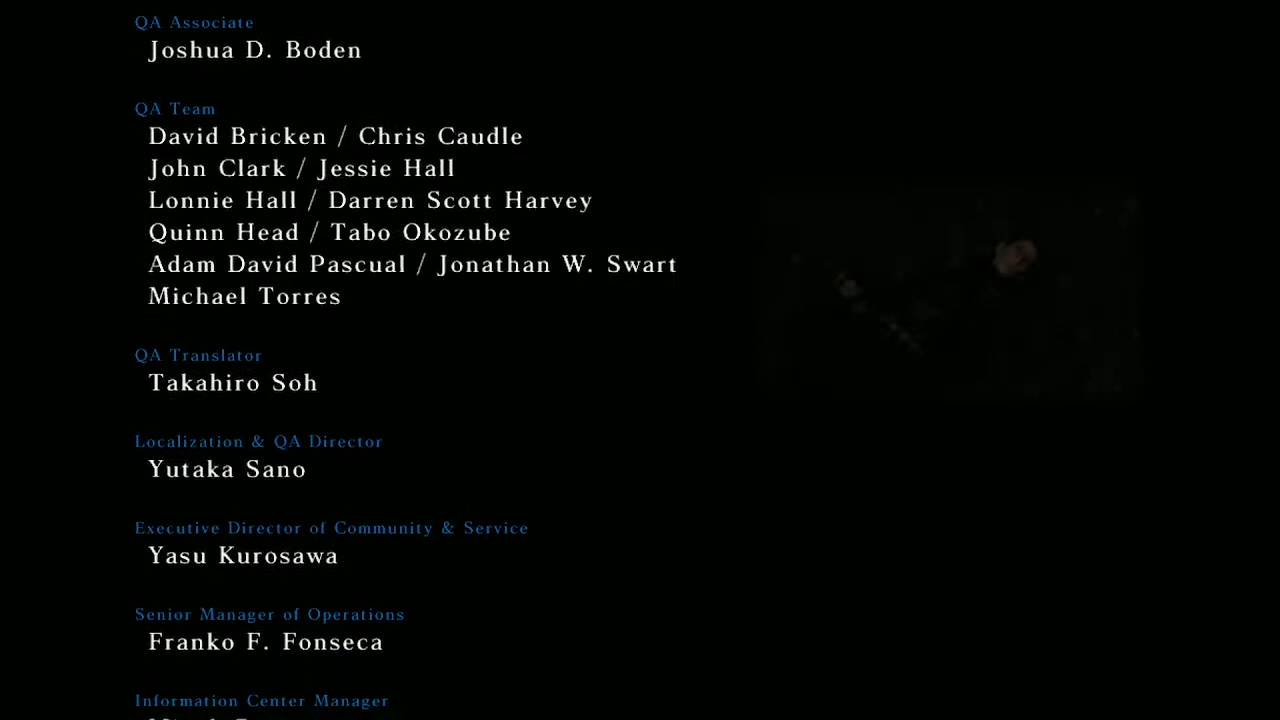 QA Associate
Joshua D. Boden
QA Team
David Bricken / Chris Caudle
John Clark / Jessie Hall
Lonnie Hall / Darren Scott Harvey
Quinn Head / Tabo Okozube
Adam David Pascual / Jonathan W. Swart
Michael Torres
QA Translator
Takahiro Soh
Localization & QA Director
Yutaka Sano
Executive Director of Community & Service
Yasu Kurosawa
Senior Manager of Operations
Franko F. Fonseca
Information Center Manager